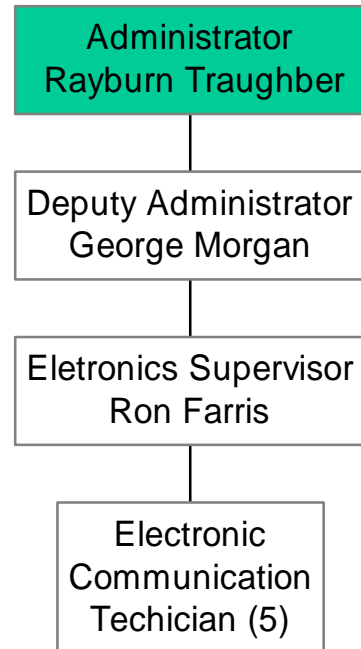 Administrator
Rayburn Traughber
Deputy Administrator
George Morgan
Eletronics Supervisor
Ron Farris
Electronic
Communication
Techician (5)